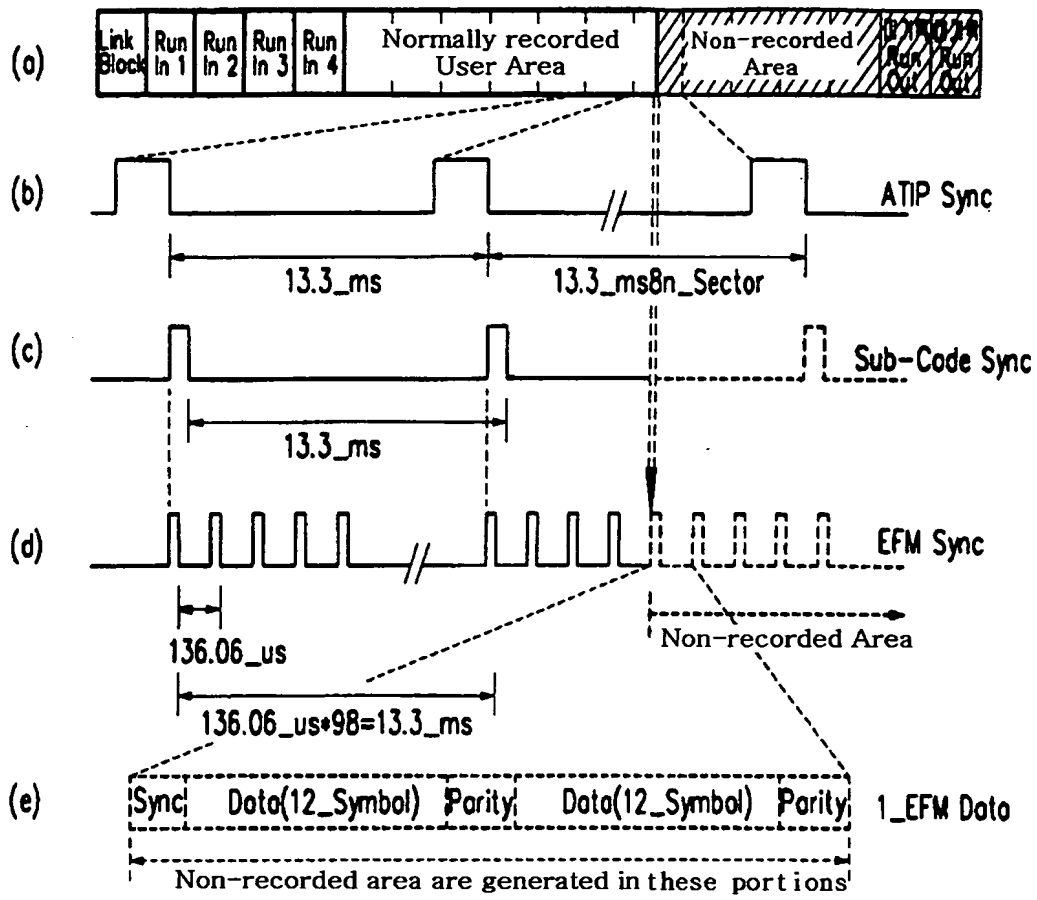 (a)
Link Block
Run In 1
Run In 2
Run In 3
Run In 4
Normally recorded
User Area
Non-recorded
Area
Run Out
Run Out
(b)
ATIP Sync
13.3_ms
13.3_ms8n_Sector
(c)
Sub-Code Sync
13.3_ms
(d)
EFM Sync
136.06_us
Non-recorded Area
136.06_us*98=13.3_ms
(e)
Sync
Data(12_Symbol)
Parity
Data(12_Symbol)
Parity
1_EFM Data
Non-recorded area are generated in these portions